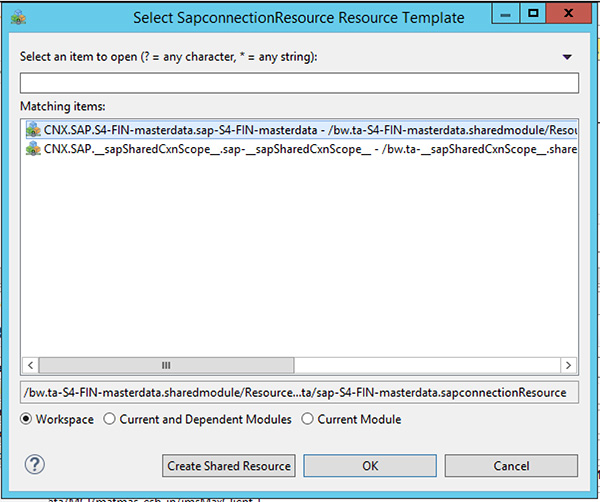 Select SapconnectionResource Resource Template
Select an item to open (? = any character, * = any string):
Matching items:
CNX.SAP.S4-FIN-masterdata.sap-S4-FIN-masterdata - /bw.ta-S4-FIN-masterdata.sharedmodule/Resou
CNX.SAP.__sapSharedCxnScope__.sap-__sapSharedCxnScope__ - /bw.ta-__sapSharedCxnScope__.share
/bw.ta-S4-FIN-masterdata.sharedmodule/Resource...ta/sap-S4-FIN-masterdata.sapconnectionResource
Workspace Current and Dependent Modules Current Module
? Create Shared Resource OK Cancel